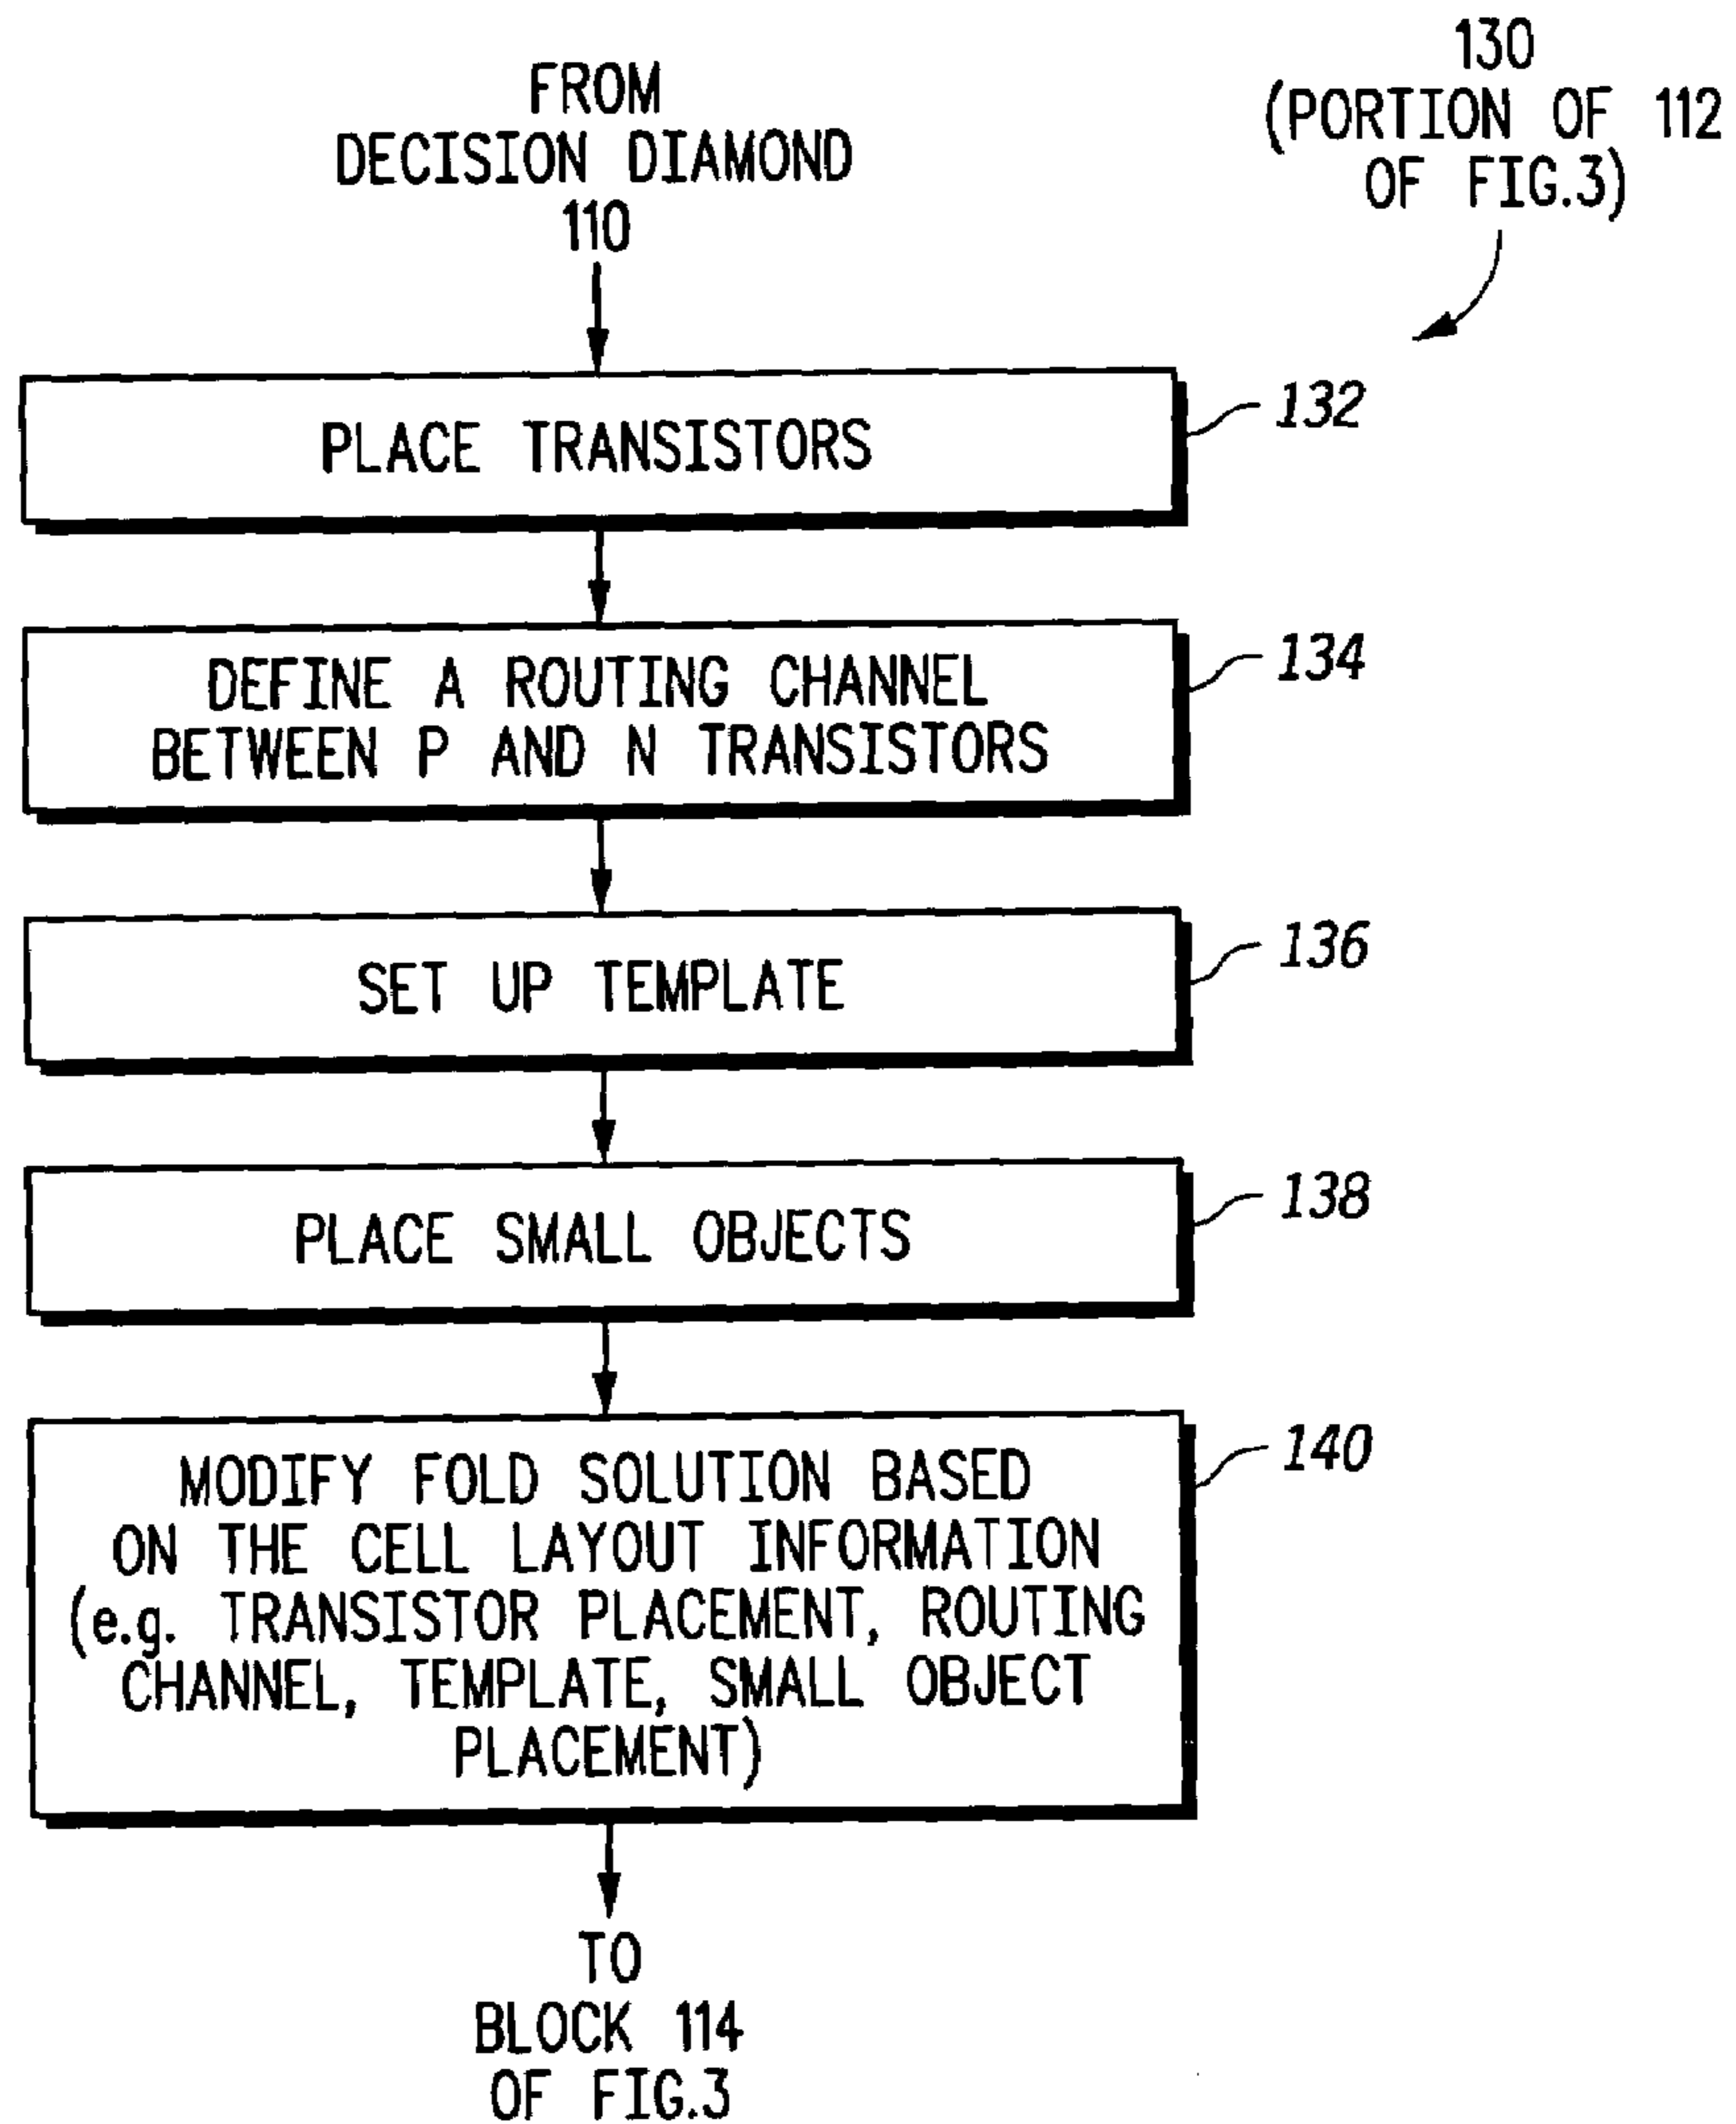 130
(PORTION OF 112
OF FIG.3)
FROM
DECISION DIAMOND
110
PLACE TRANSISTORS
132
DEFINE A ROUTING CHANNEL
BETWEEN P AND N TRANSISTORS
134
SET UP TEMPLATE
136
PLACE SMALL OBJECTS
138
MODIFY FOLD SOLUTION BASED
ON THE CELL LAYOUT INFORMATION
(e.g. TRANSISTOR PLACEMENT, ROUTING
CHANNEL, TEMPLATE, SMALL OBJECT
PLACEMENT)
140
TO
BLOCK 114
OF FIG.3